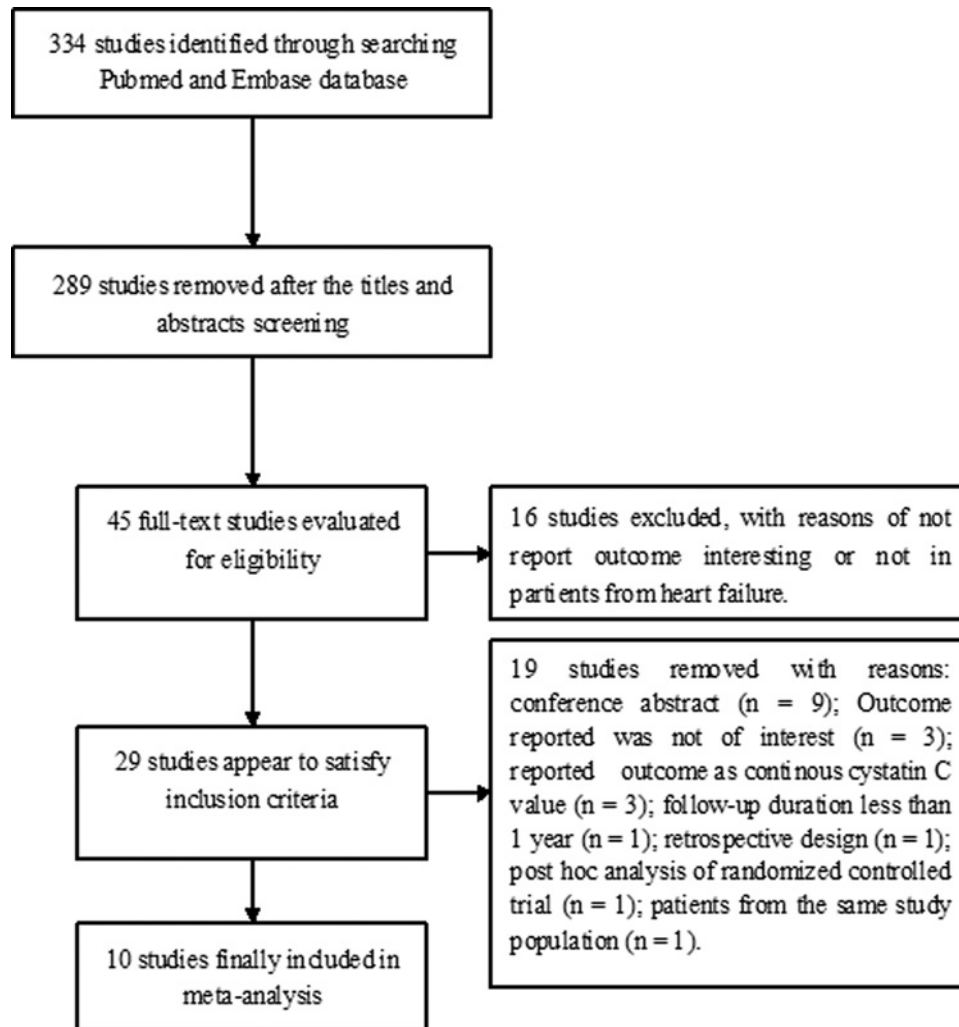 334 studies identified through searching
Pubmed and Embase database
289 studies removed after the titles and
abstracts screening
45 full-text studies evaluated
for eligibility
16 studies excluded, with reasons of not
report outcome interesting or not in
partients from heart failure.
29 studies appear to satisfy
inclusion criteria
19 studies removed with reasons:
conference abstract (n = 9); Outcome
reported was not of interest (n = 3);
reported outcome as continous cystatin C
value (n = 3); follow-up duration less than
1 year (n = 1); retrospective design (n = 1);
post hoc analysis of randomized controlled
trial (n = 1); patients from the same study
population (n = 1).
10 studies finally included in
meta-analysis